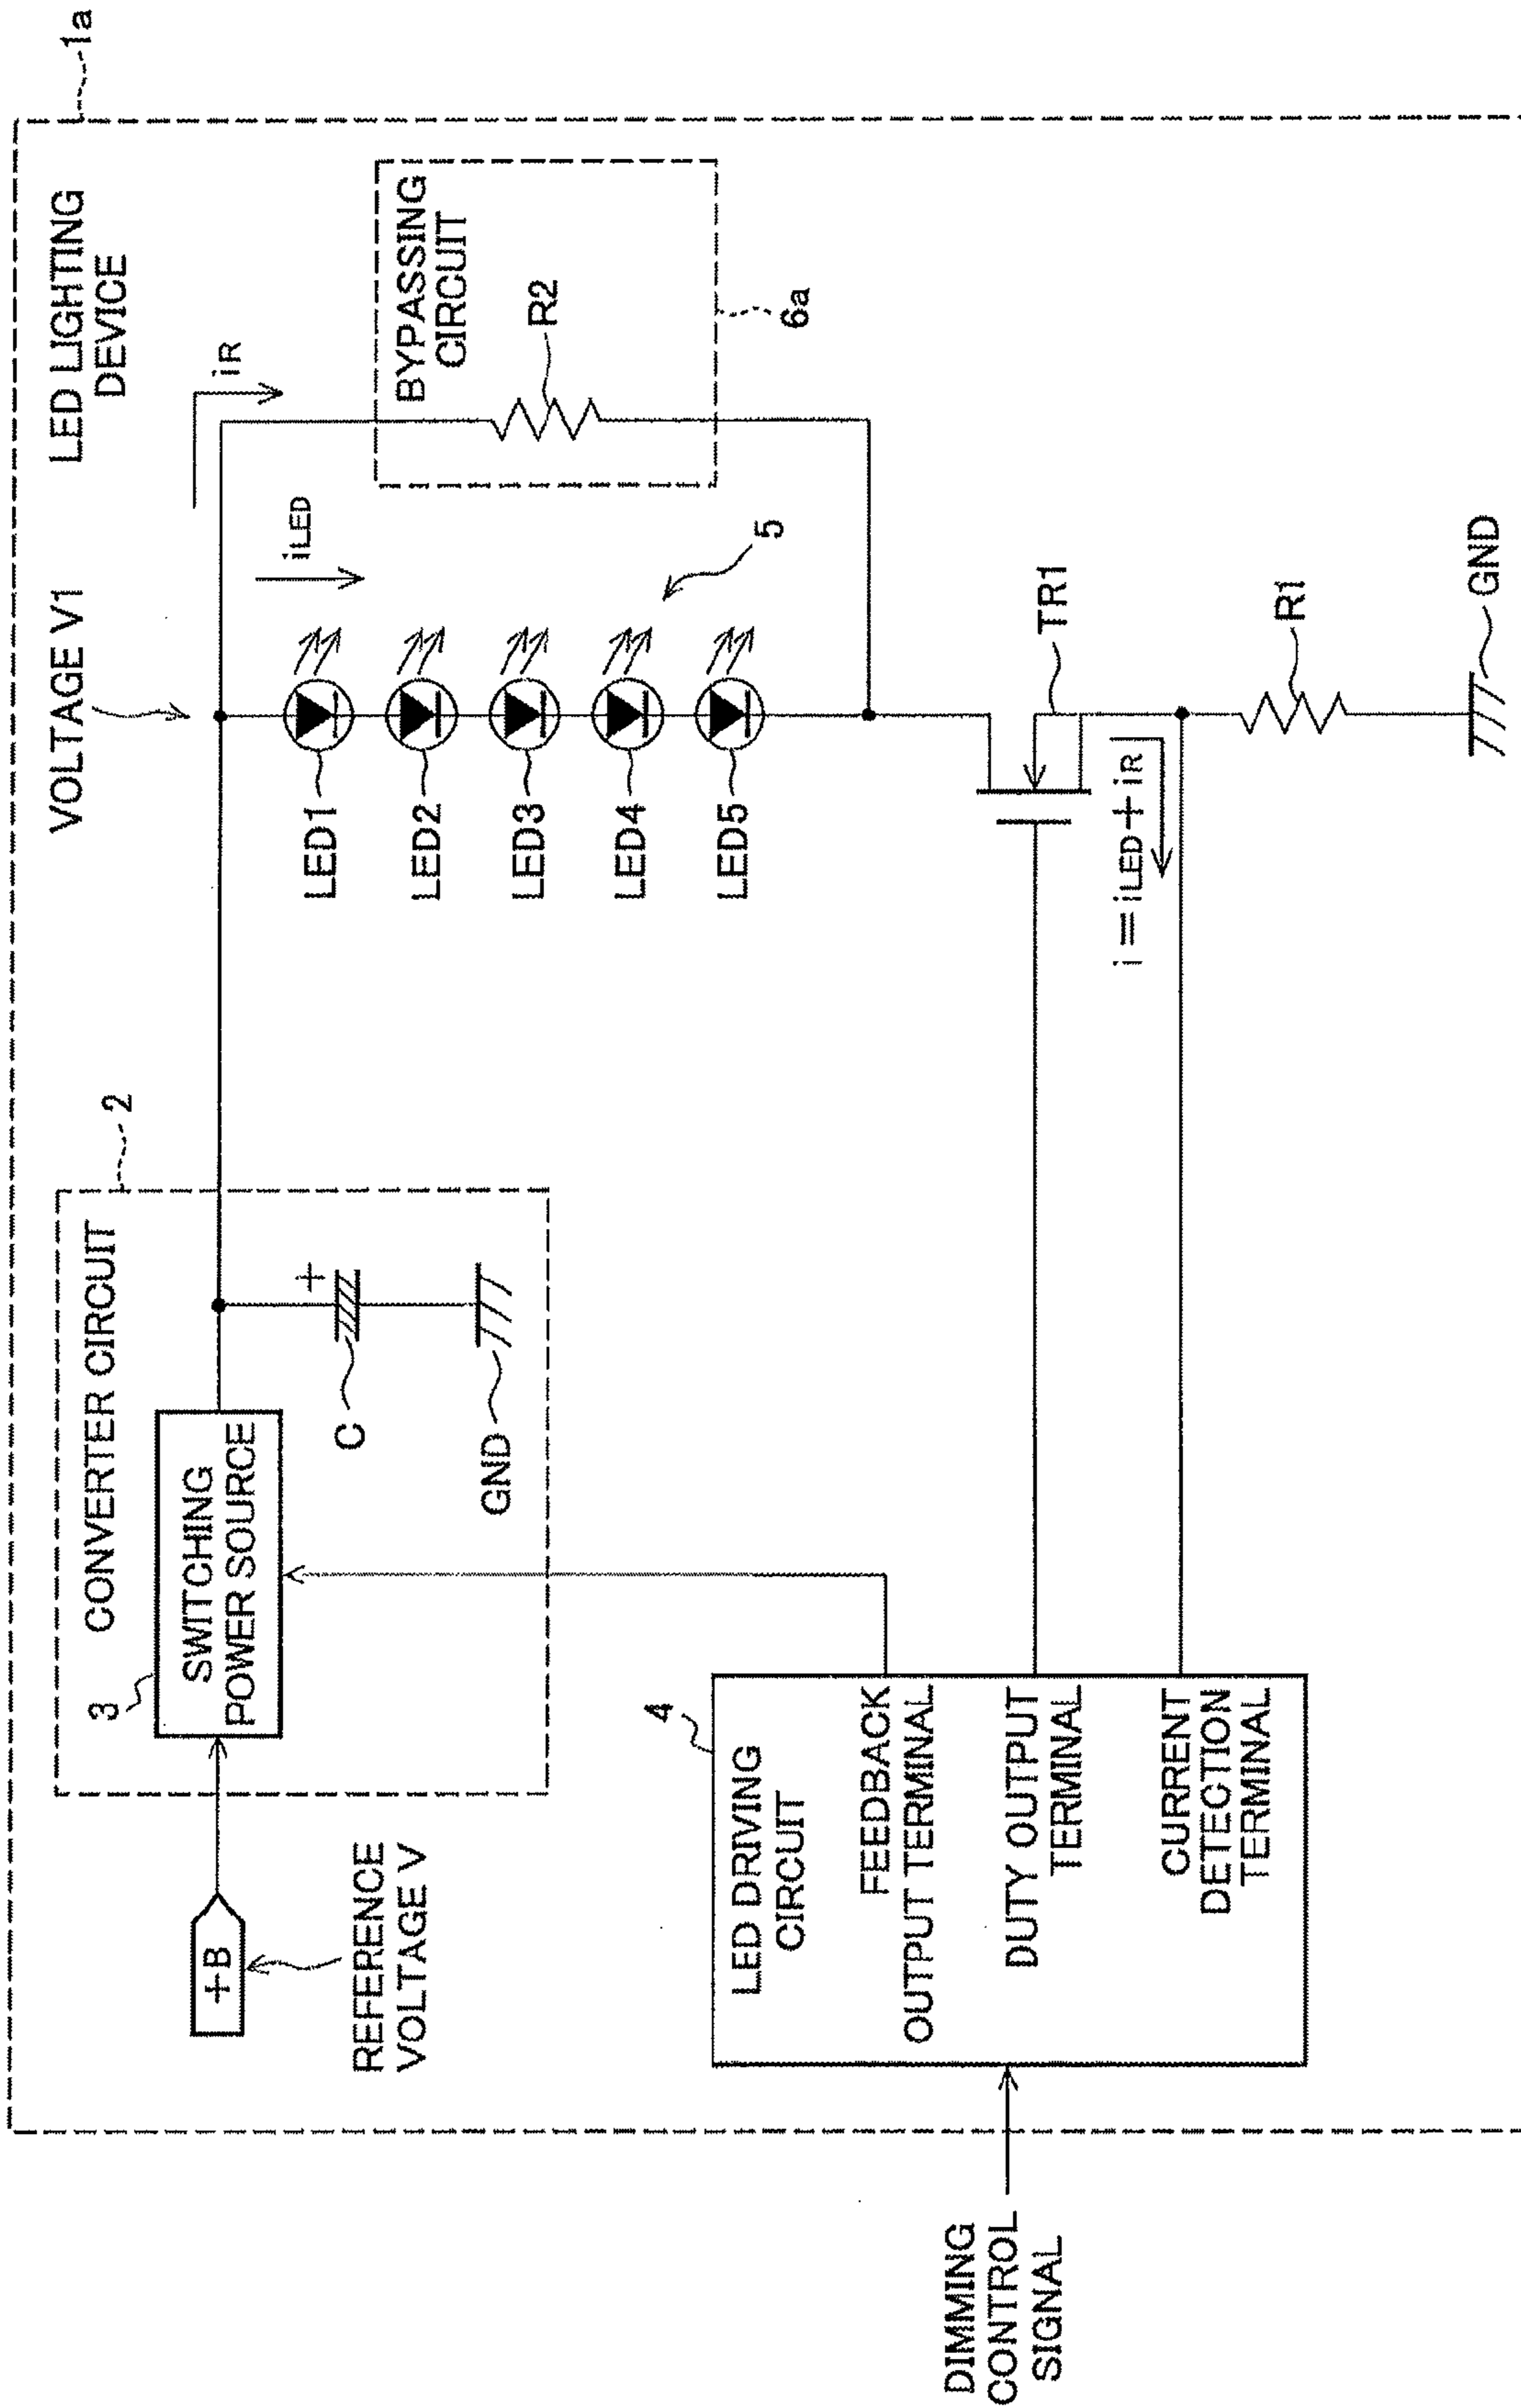 1a
LED LIGHTING
DEVICE
VOLTAGE V1
iR
iLED
BYPASSING
CIRCUIT
R2
6a
5
LED1
LED2
LED3
LED4
LED5
TR1
i=iLED+iR
R1
GND
2
CONVERTER CIRCUIT
3
SWITCHING
POWER SOURCE
+
C
GND
+B
REFERENCE
VOLTAGE V
4
LED DRIVING
CIRCUIT
FEEDBACK
OUTPUT TERMINAL
DUTY OUTPUT
TERMINAL
CURRENT
DETECTION
TERMINAL
DIMMING
CONTROL
SIGNAL